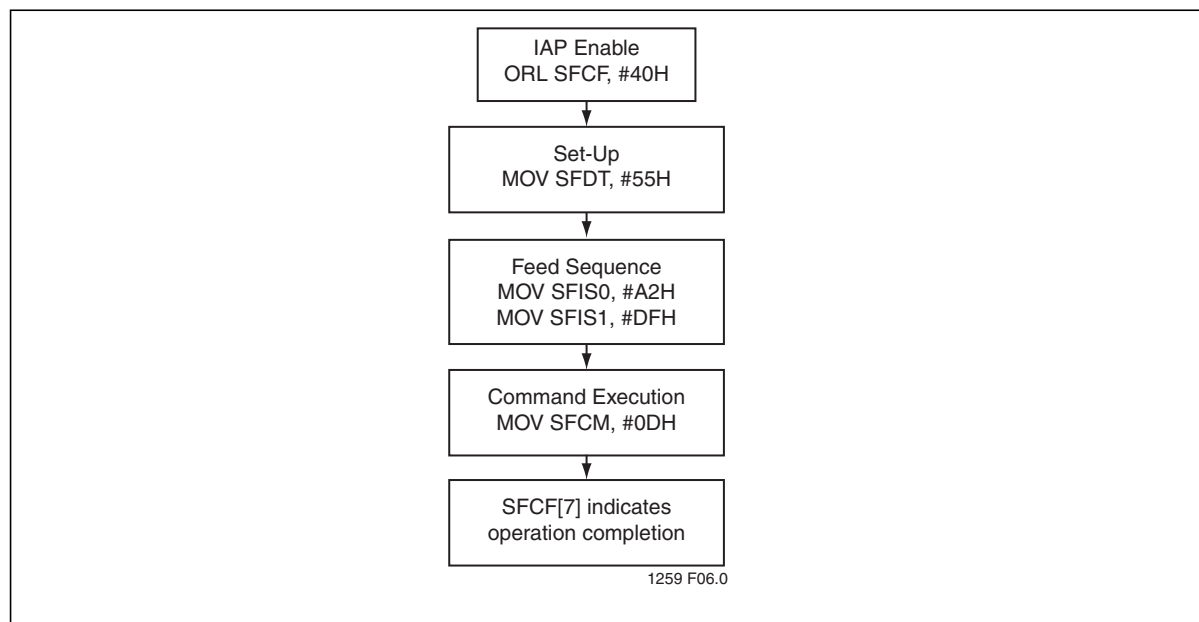 IAP Enable
ORL SFCF, #40H
Set-Up
MOV SFDT, #55H
Feed Sequence
MOV SFIS0, #A2H
MOV SFIS1, #DFH
Command Execution
MOV SFCM, #0DH
SFCF[7] indicates
operation completion
1259 F06.0